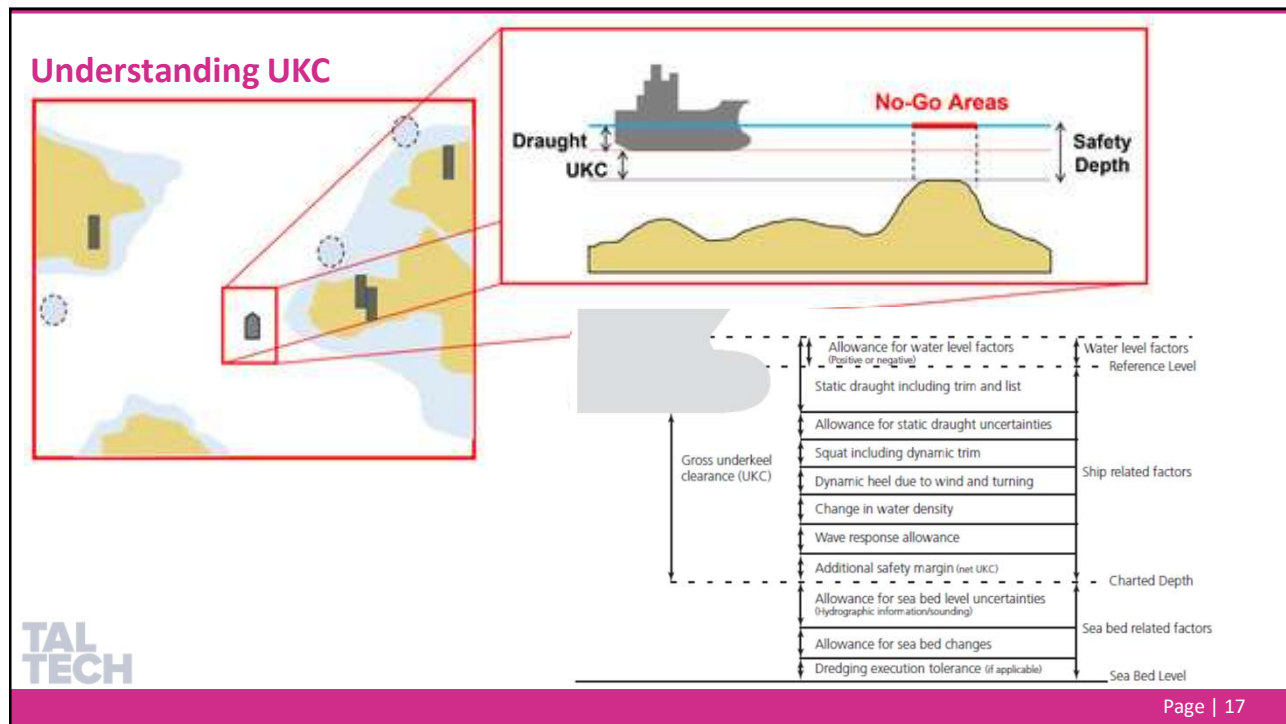 Understanding UKC
No-Go Areas
Draught
UKC
Safety
Depth
Allowance for water level factors
(Positive or negative)
Water level factors
Reference Level
Static draught including trim and list
Allowance for static draught uncertainties
Squat including dynamic trim
Gross underkeel
clearance (UKC)
Dynamic heel due to wind and turning
Ship related factors
Change in water density
Wave response allowance
Additional safety margin (net UKC)
Charted Depth
Allowance for sea bed level uncertainties
(Hydrographic information/sounding)
Sea bed related factors
Allowance for sea bed changes
Dredging execution tolerance (if applicable)
Sea Bed Level
TAL
TECH
Page | 17